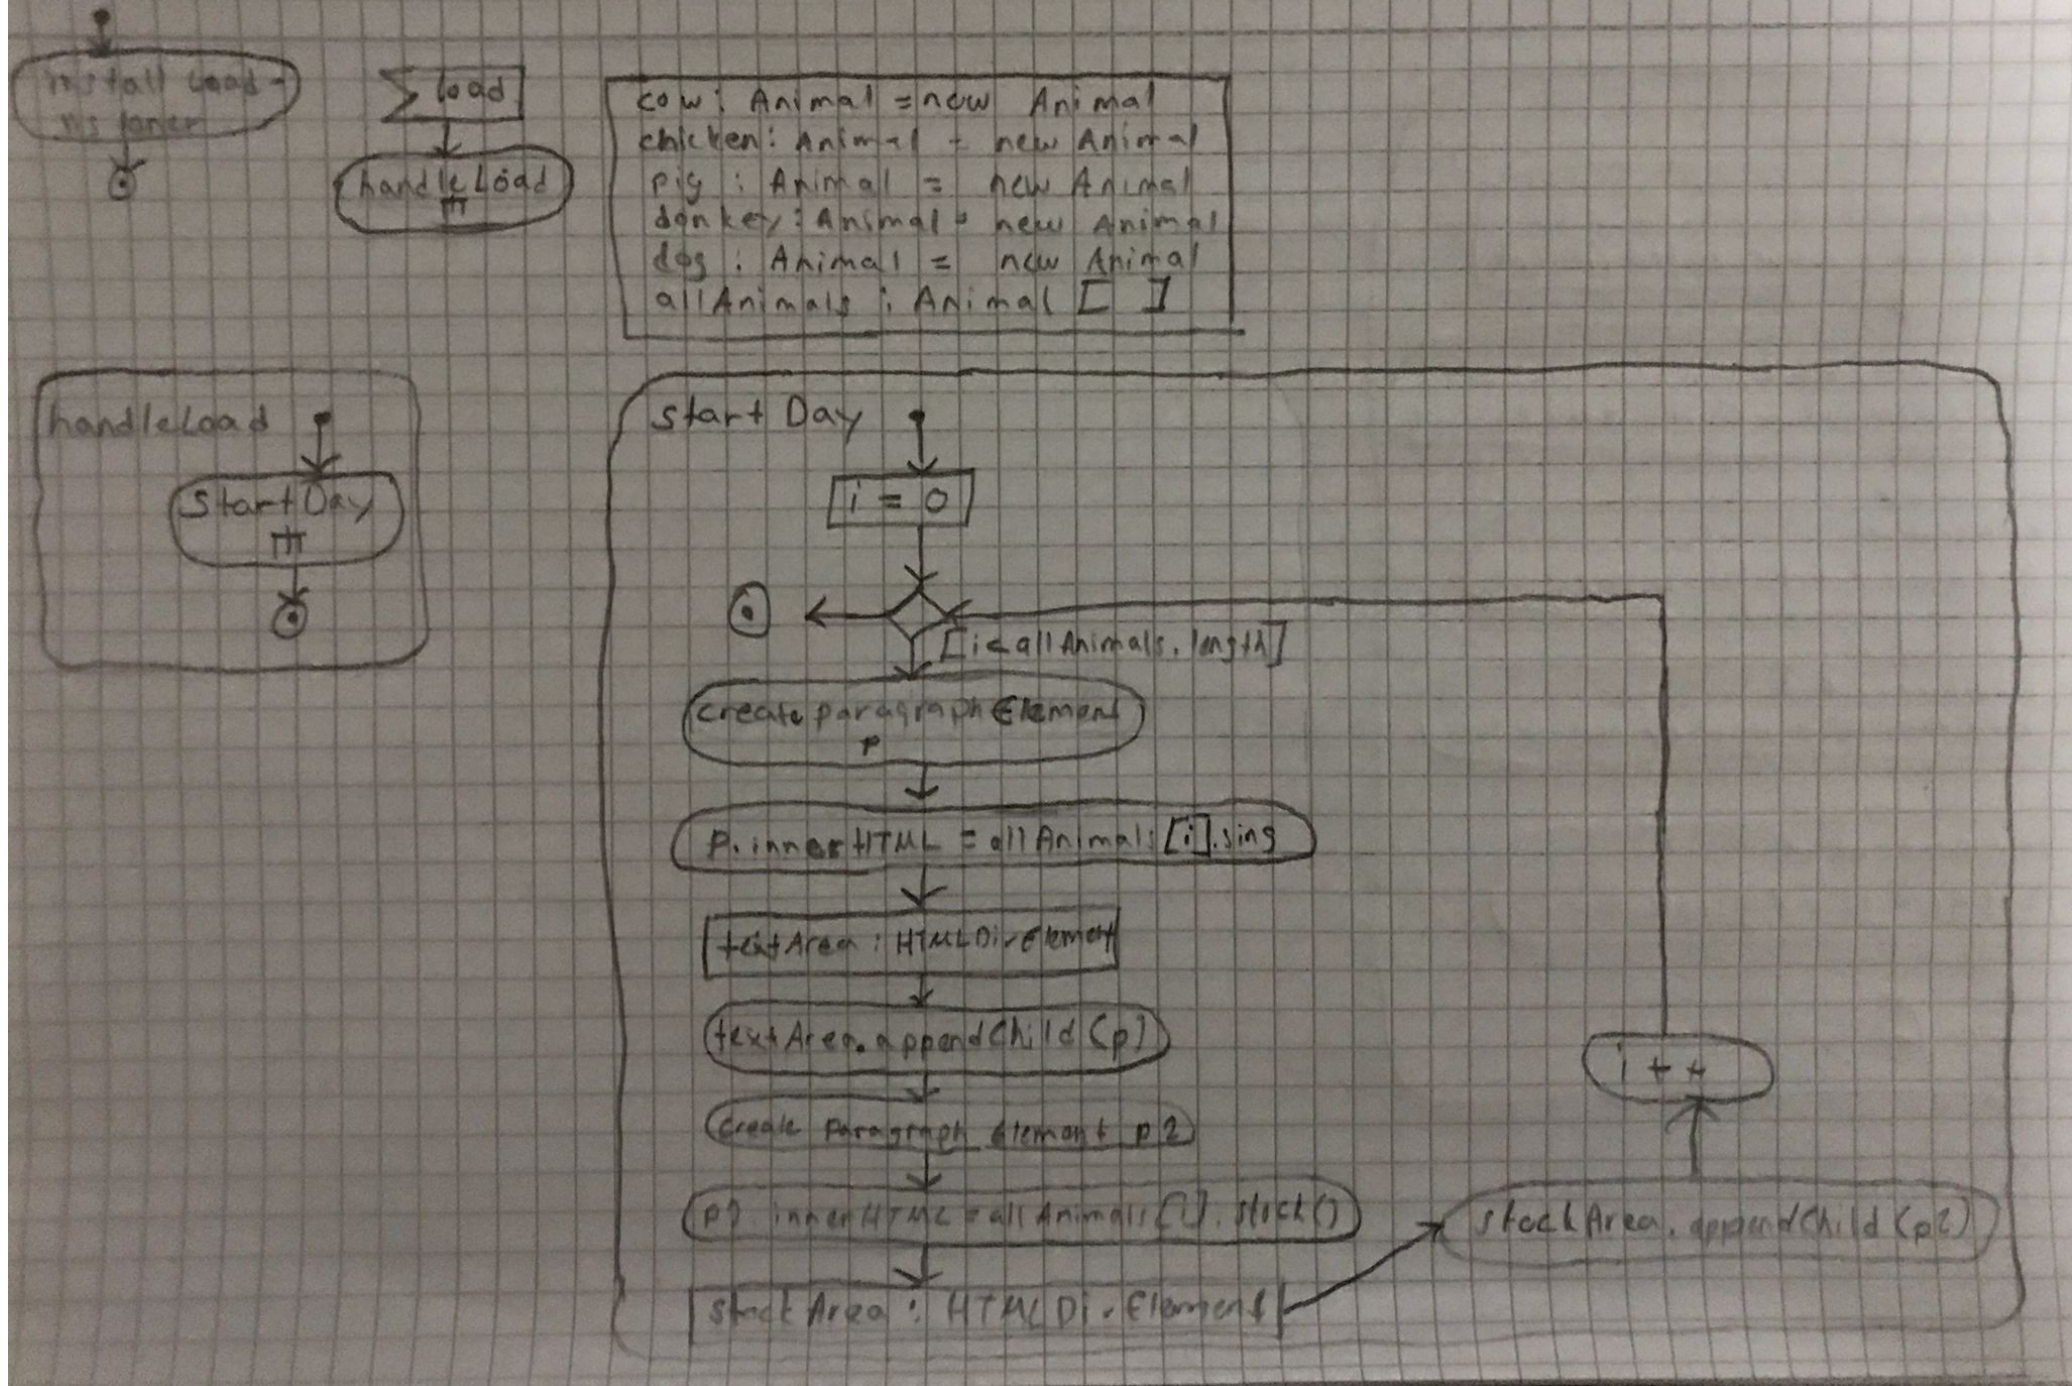 install Load-
listener
load
handleLoad
cow: Animal = new Animal
chicken: Animal = new Animal
pig : Animal = new Animal
donkey: Animal = new Animal
dog : Animal = new Animal
allAnimals : Animal [ ]
handleLoad
StartDay
start Day
i = 0
[i < allAnimals.length]
create paragraph Element
p
p.innerHTML = allAnimals[i].sing
textArea : HTMLDivElement
textArea.appendChild(p)
create paragraph element p2
p2.innerHTML = allAnimals[i].stock()
stockArea : HTMLDivElement
stockArea.appendChild(p2)
i++